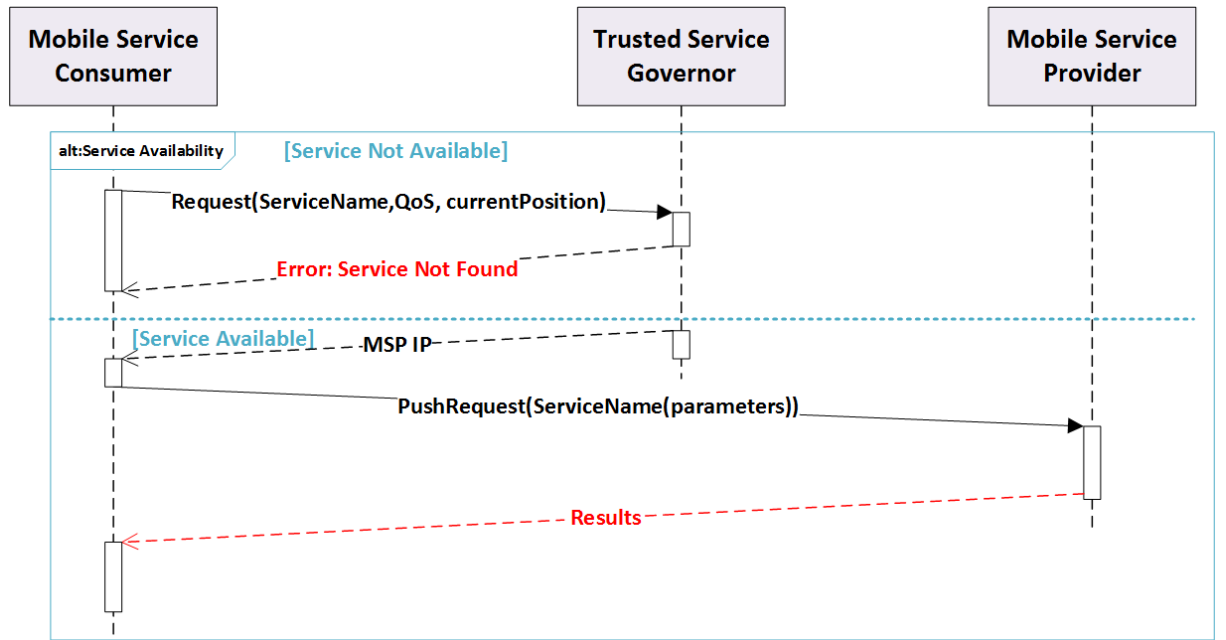 Mobile Service
Consumer
Trusted Service
Governor
Mobile Service
Provider
alt:Service Availability
[Service Not Available]
Request(ServiceName,QoS, currentPosition)
Error: Service Not Found
[Service Available]
MSP IP
PushRequest(ServiceName(parameters))
Results